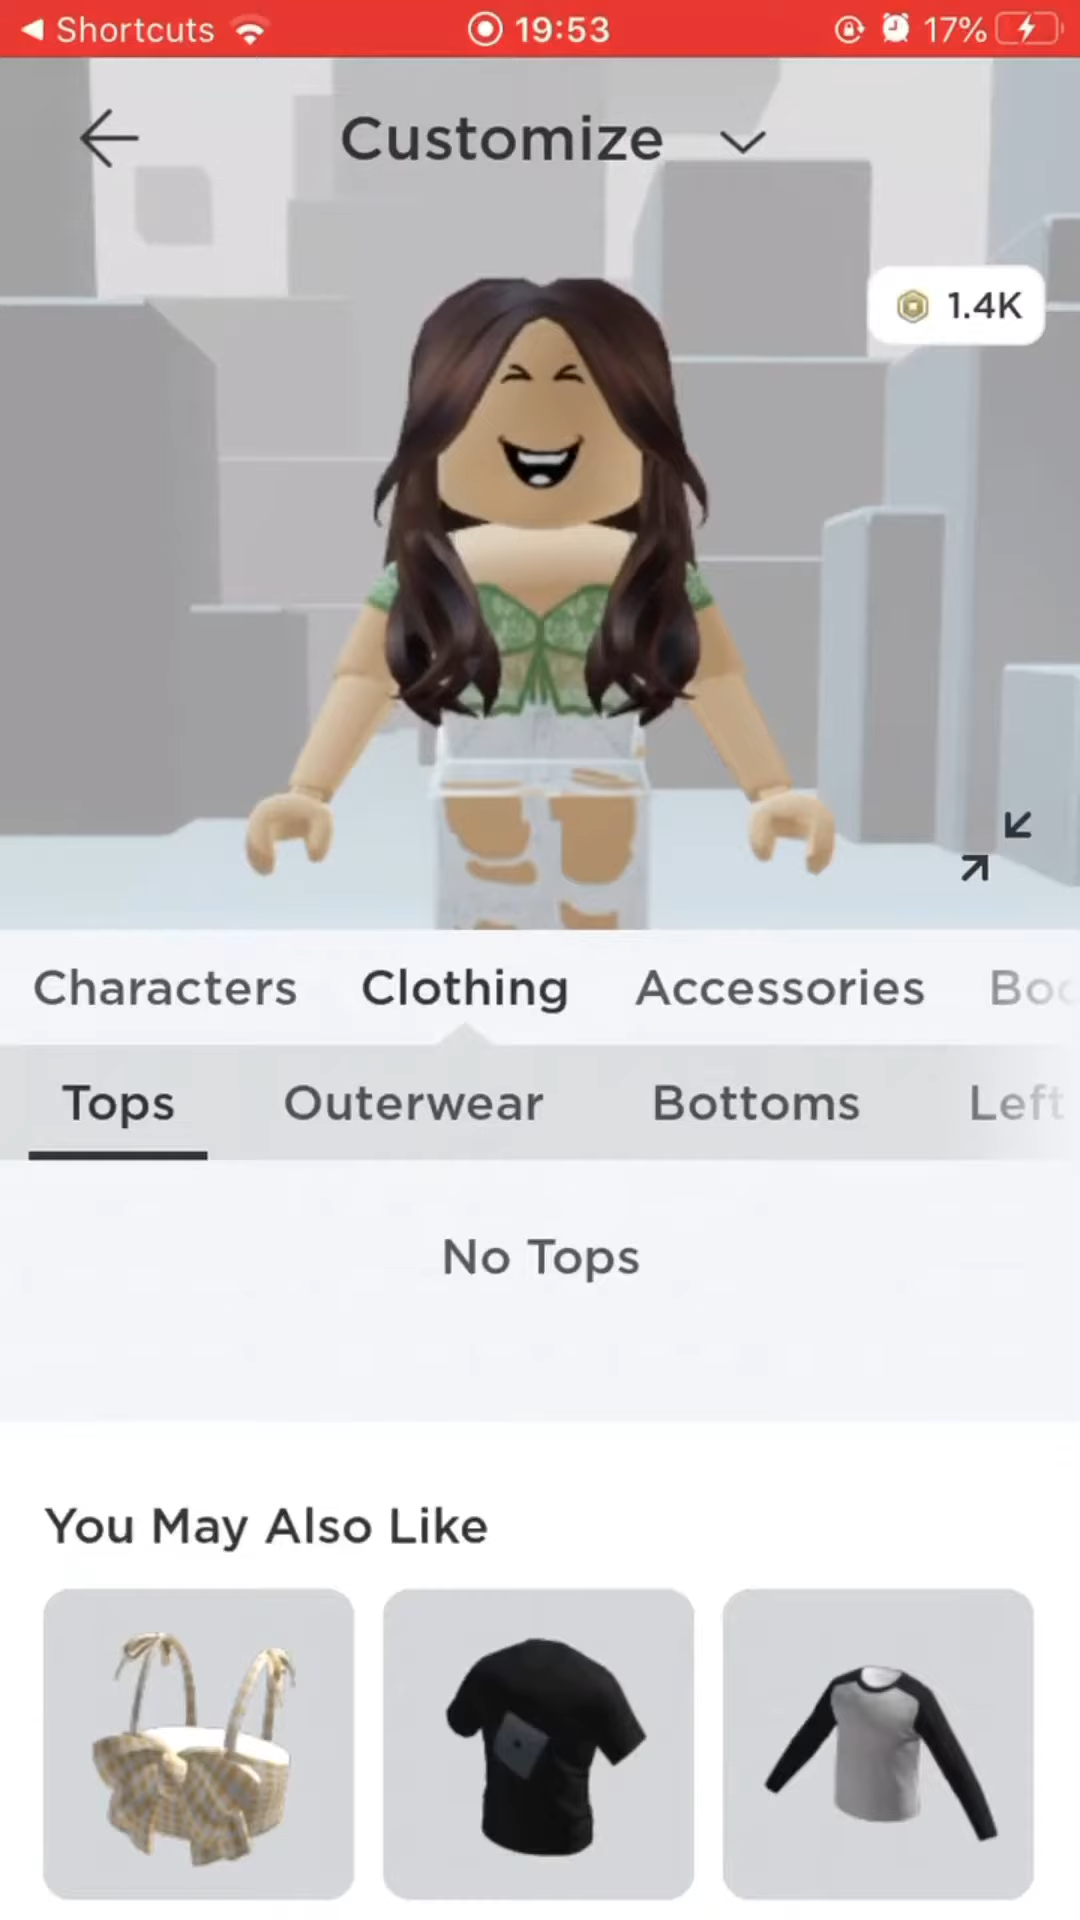 Shortcuts 19:53 17%
Customize
1.4K
Characters Clothing Accessories
Tops Outerwear Bottoms Left
No Tops
You May Also Like